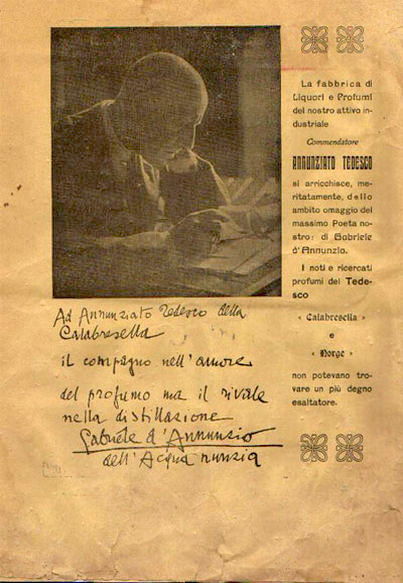 La fabbrica di
Liquori e Profumi
del nostro attivo in-
dustriale
Commendatore
ANNUNZIATO TEDESCO
si arricchisce, me-
ritatamente, dello
ambito omaggio del
massimo Poeta no-
stro: di Gabriele
d'Annunzio.
I noti e ricercati
profumi del Tede-
sco
« Calabresella »
e
« Norge »
non potevano tro-
vare un più degno
esaltatore.
Ad Annunziato Tedesco della
Calabresella
il compagno nell'amore
del profumo ma il rivale
nella distillazione
Gabriele d'Annunzio
dell'Acqua nunzia